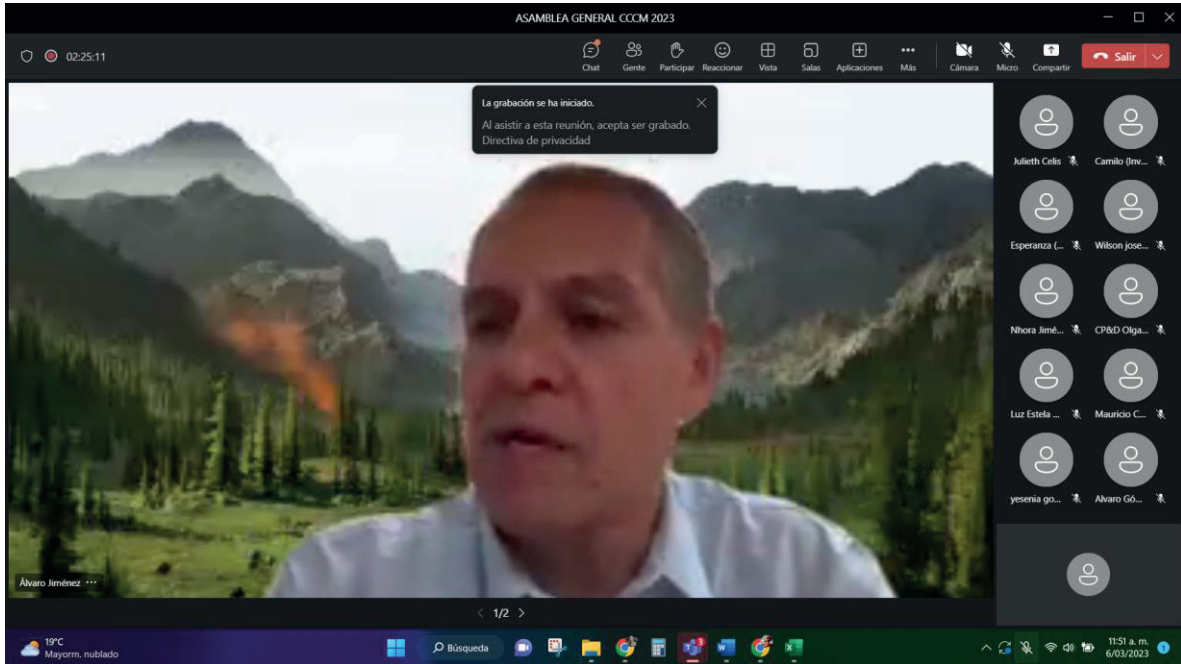 ASAMBLEA GENERAL CCCM 2023
02:25:11
Chat
Gente
Participar
Reaccionar
Vista
Salas
Aplicaciones
Más
Cámara
Micro
Compartir
Salir
La grabación se ha iniciado.
Al asistir a esta reunión, acepta ser grabado.
Directiva de privacidad
Julieth Celis
Camilo (Inv...
Esperanza (...
Wilson jose...
Nhora Jimé...
CP&D Olga...
Luz Estela ...
Mauricio C...
yesenia go...
Alvaro Gó...
Álvaro Jiménez ...
1/2
19°C
Mayorm. nublado
Búsqueda
3
11:51 a. m.
6/03/2023
1